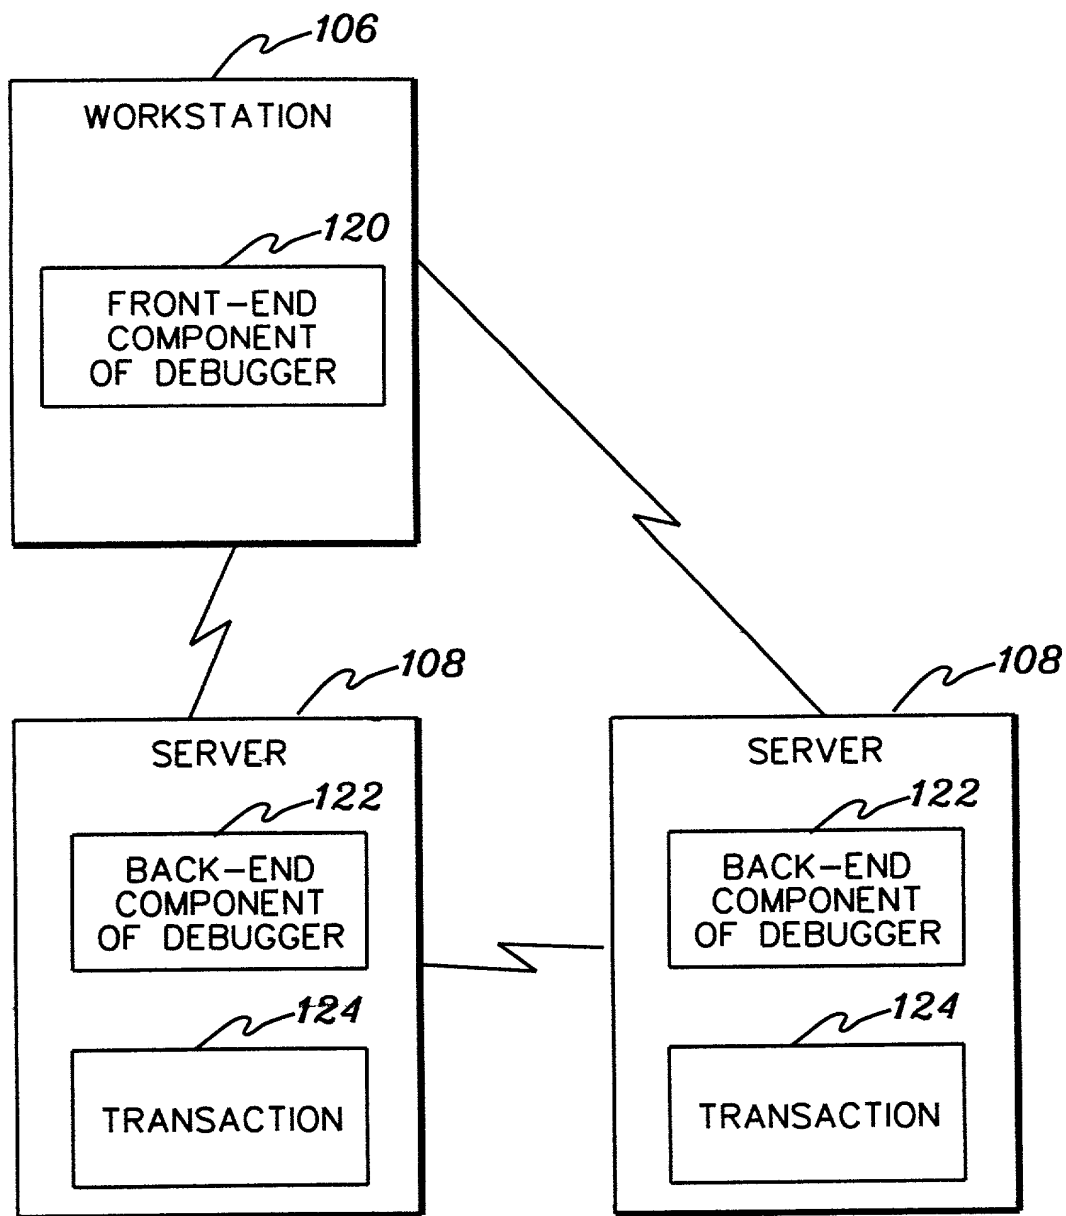 106
WORKSTATION
120
FRONT-END
COMPONENT
OF DEBUGGER
108
SERVER
122
BACK-END
COMPONENT
OF DEBUGGER
124
TRANSACTION
108
SERVER
122
BACK-END
COMPONENT
OF DEBUGGER
124
TRANSACTION